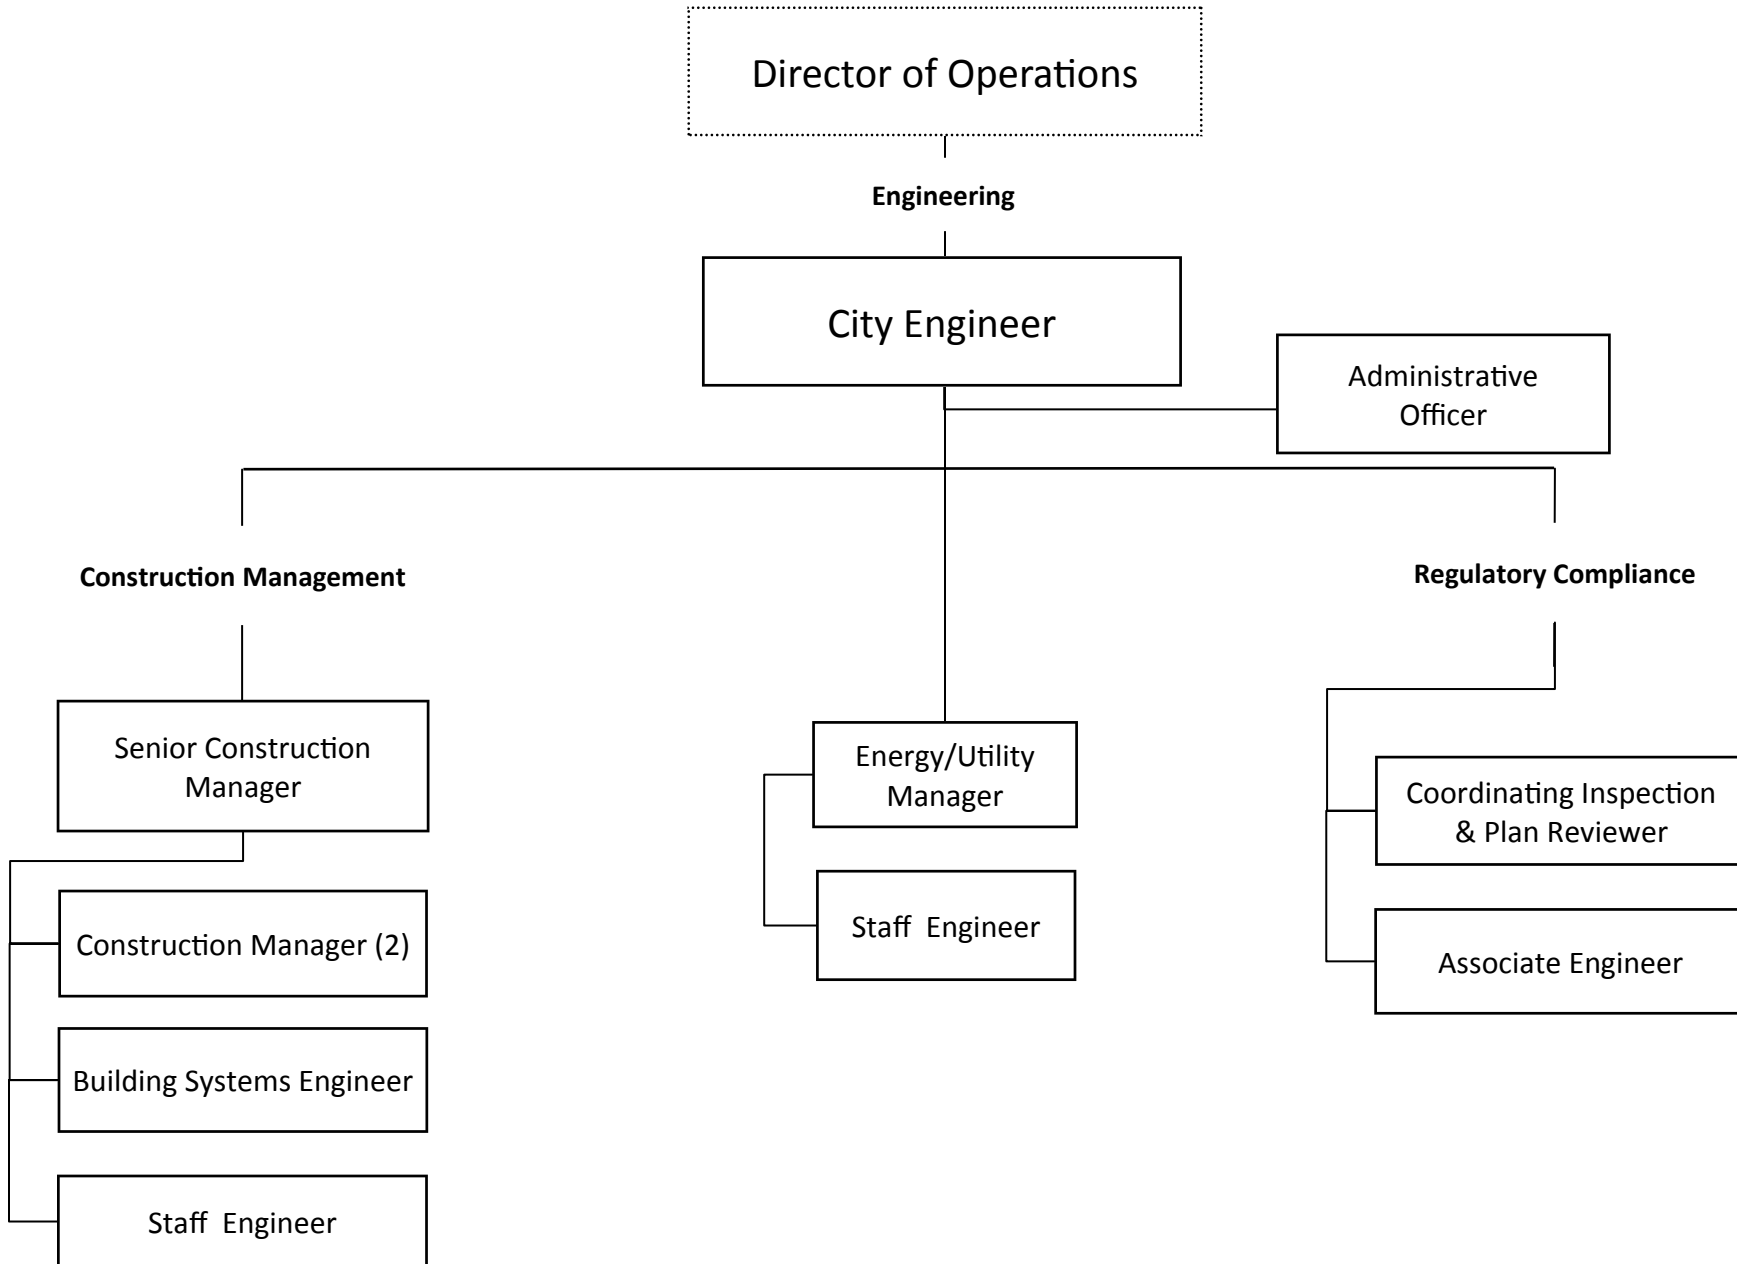 Director of Operations
Engineering
City Engineer
Administrative
Officer
Construction Management
Regulatory Compliance
Senior Construction
Manager
Energy/Utility
Manager
Coordinating Inspection
& Plan Reviewer
Construction Manager (2)
Staff Engineer
Associate Engineer
Building Systems Engineer
Staff Engineer